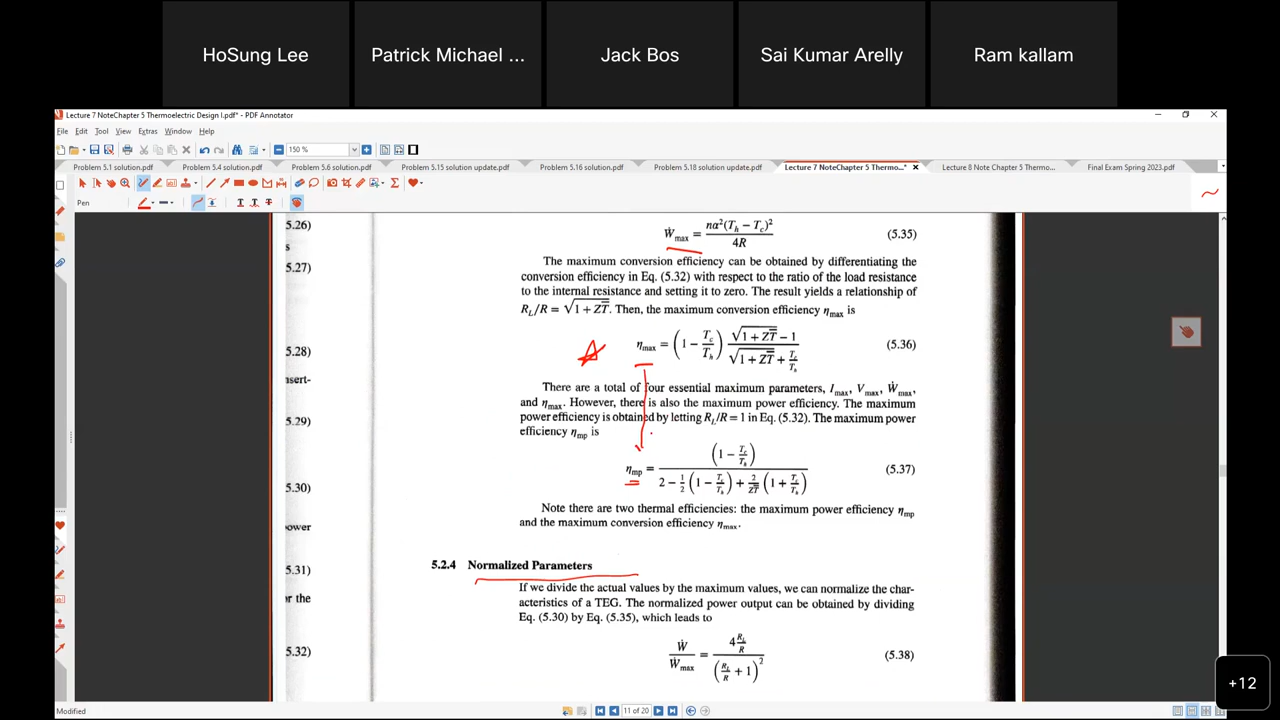 HoSung Lee
Patrick Michael ...
Jack Bos
Sai Kumar Arelly
Ram kallam
Lecture 7 NoteChapter 5 Thermoelectric Design I.pdf* - PDF Annotator
File Edit Tool View Extras Window Help
150 %
Problem 5.1 solution.pdf Problem 5.4 solution.pdf Problem 5.6 solution.pdf Problem 5.15 solution update.pdf Problem 5.16 solution.pdf Problem 5.18 solution update.pdf Lecture 7 NoteChapter 5 Thermo...* Lecture 8 Note Chapter 5 Thermo... Final Exam Spring 2023.pdf
Pen
5.26)
s
5.27)
5.28)
isert-
5.29)
5.30)
power
5.31)
or the
5.32)
Ẇmax = nα²(Th − Tc)² / 4R (5.35)
The maximum conversion efficiency can be obtained by differentiating the
conversion efficiency in Eq. (5.32) with respect to the ratio of the load resistance
to the internal resistance and setting it to zero. The result yields a relationship of
RL/R = √(1 + ZT̅). Then, the maximum conversion efficiency ηmax is
ηmax = (1 − Tc/Th) (√(1 + ZT̅) − 1) / (√(1 + ZT̅) + Tc/Th) (5.36)
There are a total of four essential maximum parameters, Imax, Vmax, Ẇmax,
and ηmax. However, there is also the maximum power efficiency. The maximum
power efficiency is obtained by letting RL/R = 1 in Eq. (5.32). The maximum power
efficiency ηmp is
ηmp = (1 − Tc/Th) / (2 − ½(1 − Tc/Th) + 2/ZT̅ (1 + Tc/Th)) (5.37)
Note there are two thermal efficiencies: the maximum power efficiency ηmp
and the maximum conversion efficiency ηmax.
5.2.4 Normalized Parameters
If we divide the actual values by the maximum values, we can normalize the char-
acteristics of a TEG. The normalized power output can be obtained by dividing
Eq. (5.30) by Eq. (5.35), which leads to
Ẇ/Ẇmax = 4 RL/R / (RL/R + 1)² (5.38)
+12
Modified
11 of 20